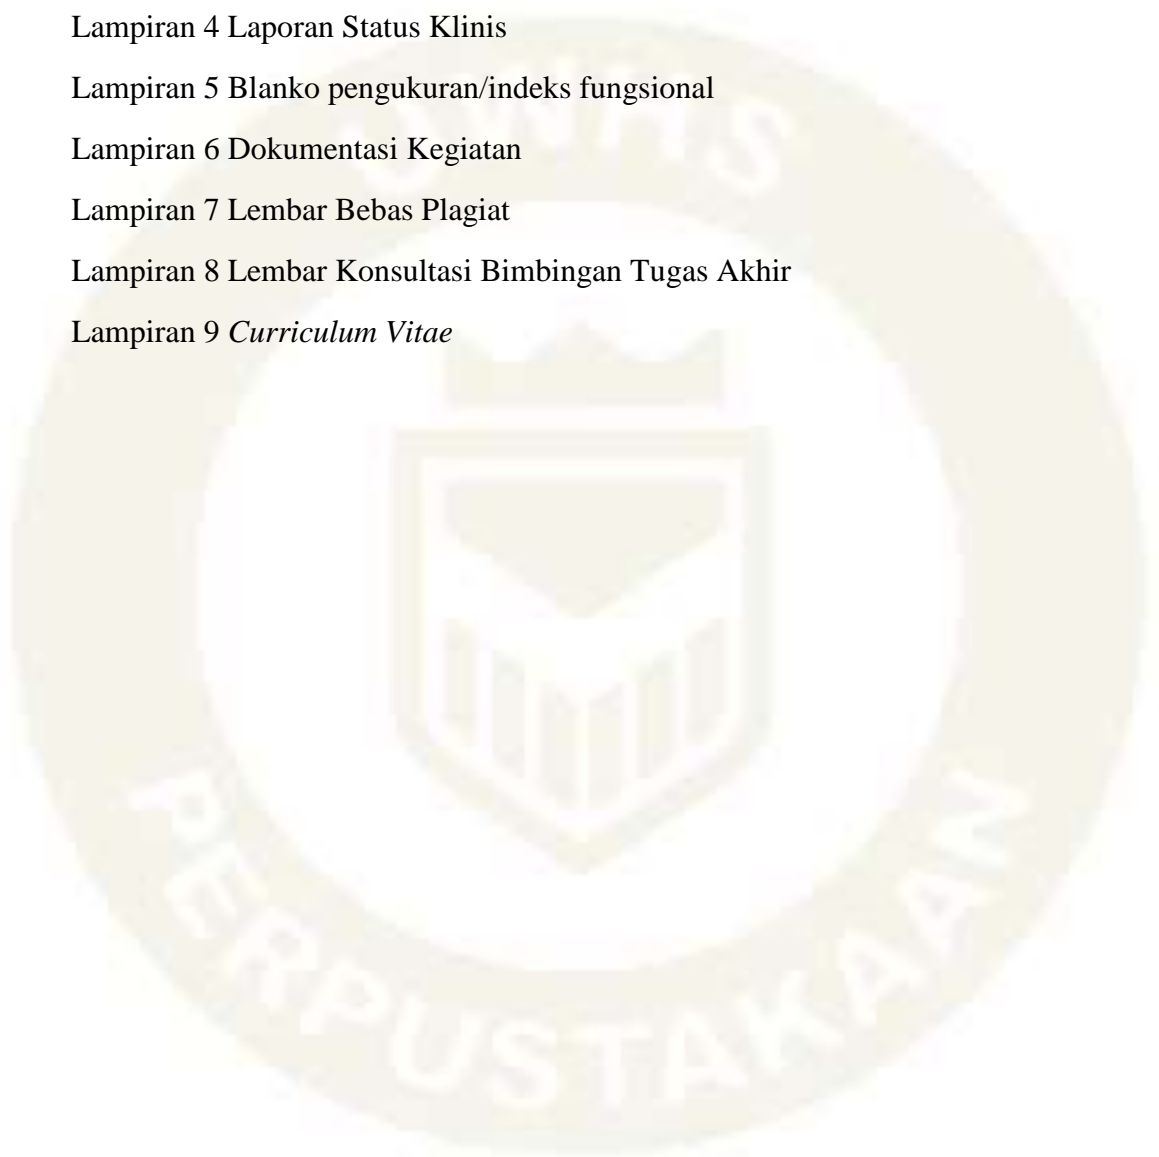 Lampiran 4 Laporan Status Klinis
Lampiran 5 Blanko pengukuran/indeks fungsional
Lampiran 6 Dokumentasi Kegiatan
Lampiran 7 Lembar Bebas Plagiat
Lampiran 8 Lembar Konsultasi Bimbingan Tugas Akhir
Lampiran 9 Curriculum Vitae
UWHS
PERPUSTAKAAN